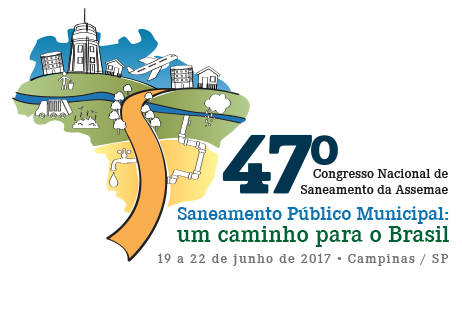 47º
Congresso Nacional de
Saneamento da Assemae
Saneamento Público Municipal:
um caminho para o Brasil
19 a 22 de junho de 2017 • Campinas / SP